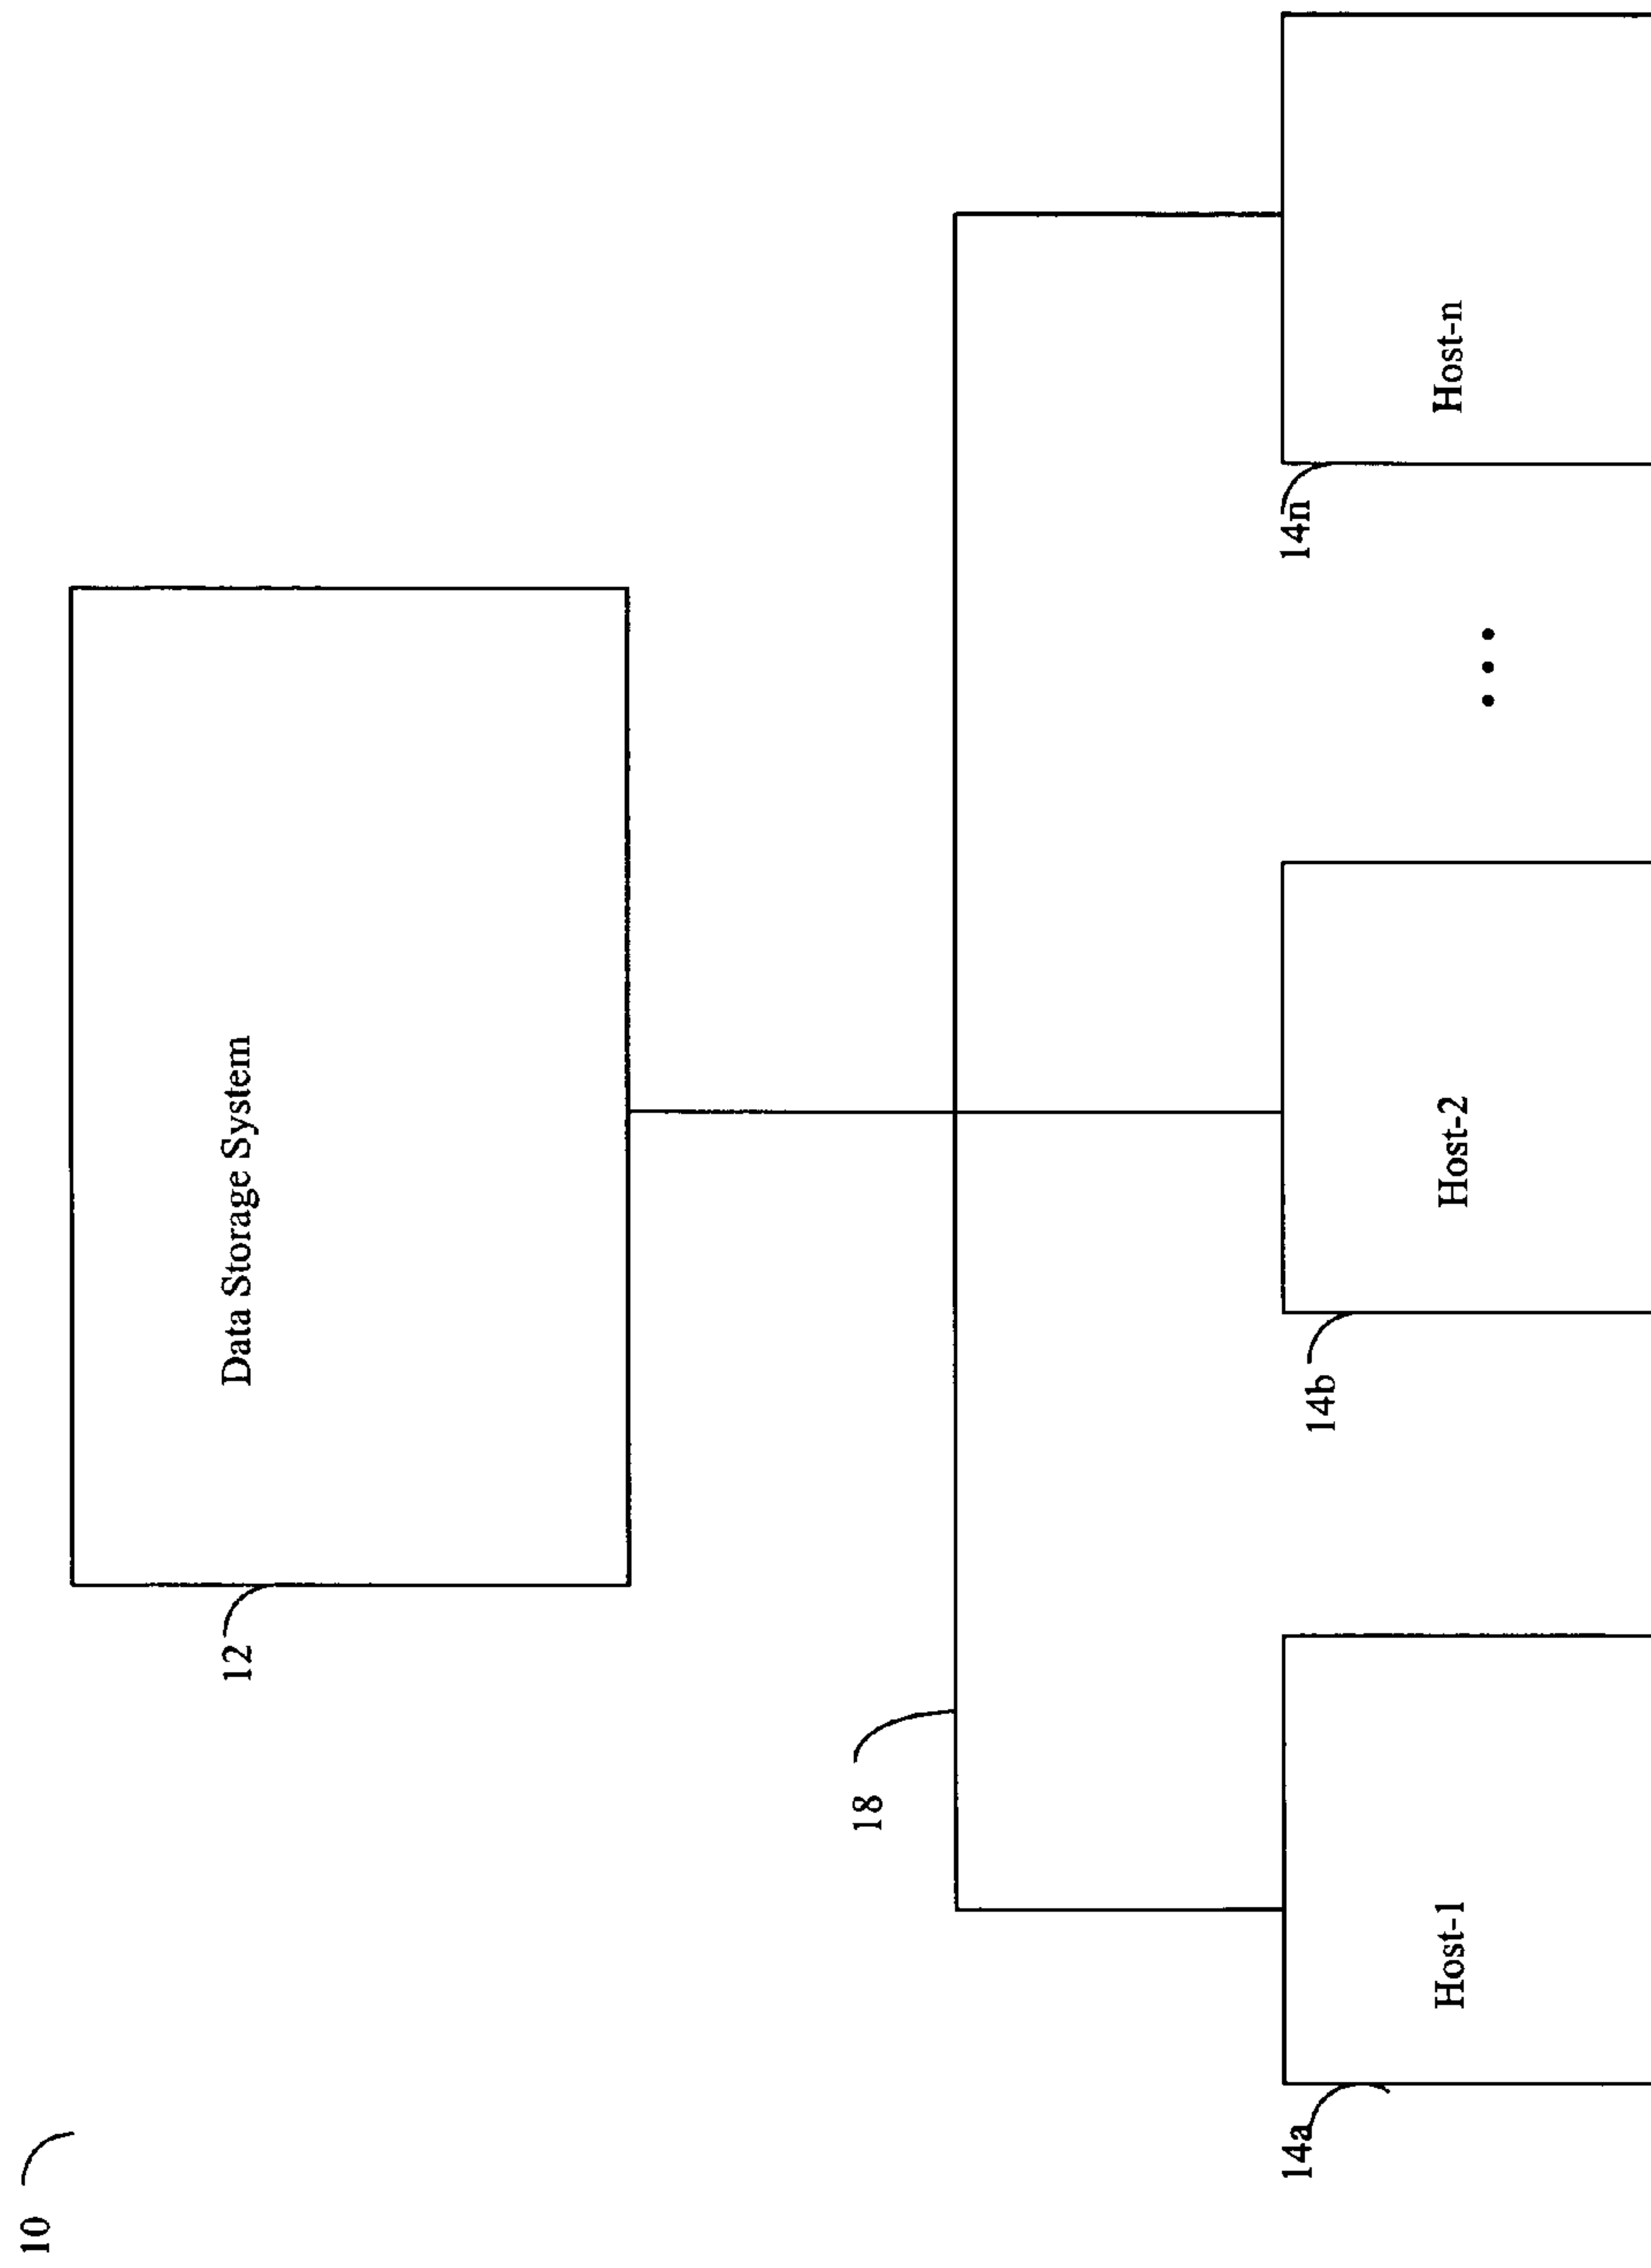 10
12
Data Storage System
18
14a
Host-1
14b
Host-2
14n
Host-n